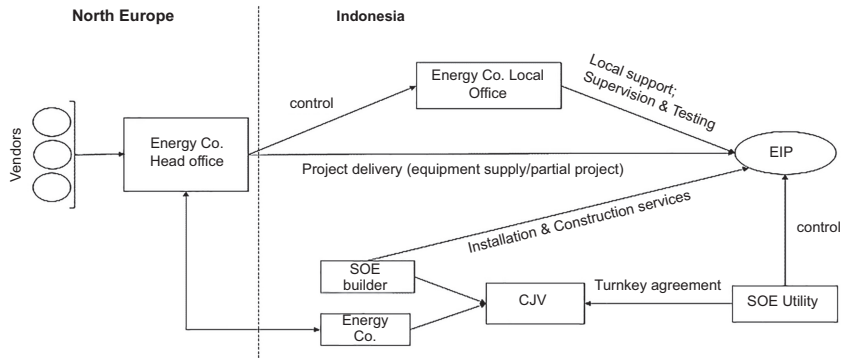 North Europe
Indonesia
Vendors
Energy Co.
Head office
control
Energy Co. Local
Office
Local support;
Supervision & Testing
EIP
Project delivery (equipment supply/partial project)
Installation & Construction services
control
SOE
builder
CJV
Turnkey agreement
SOE Utility
Energy
Co.